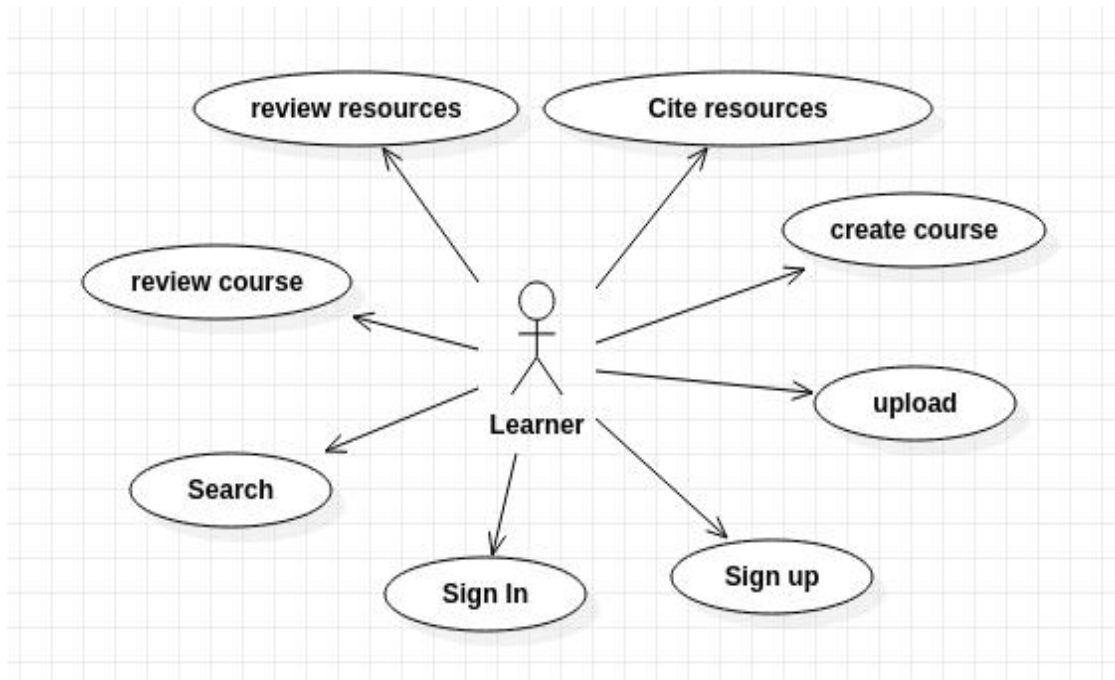 review resources
Cite resources
create course
review course
upload
Learner
Search
Sign In
Sign up